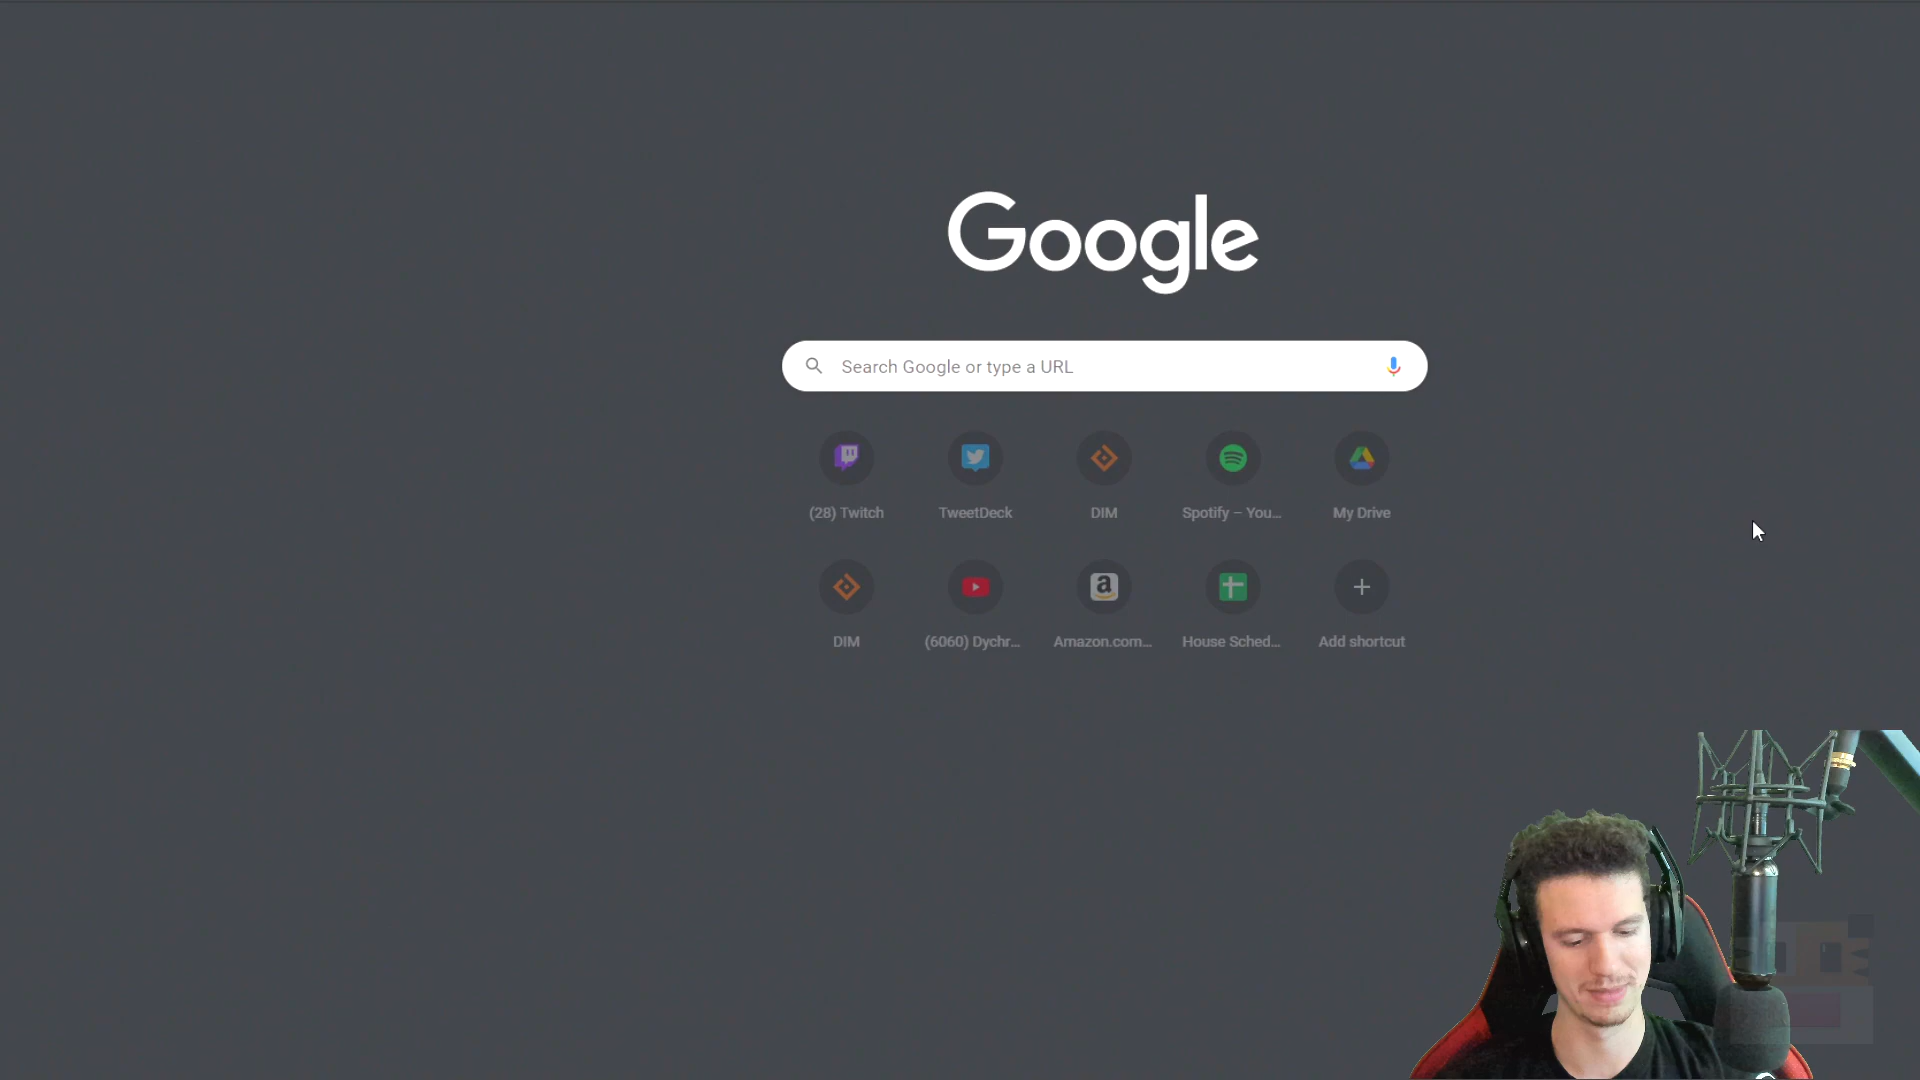 Google
Search Google or type a URL
(28) Twitch
TweetDeck
DIM
Spotify – You...
My Drive
DIM
(6060) Dychr...
Amazon.com...
House Sched...
Add shortcut